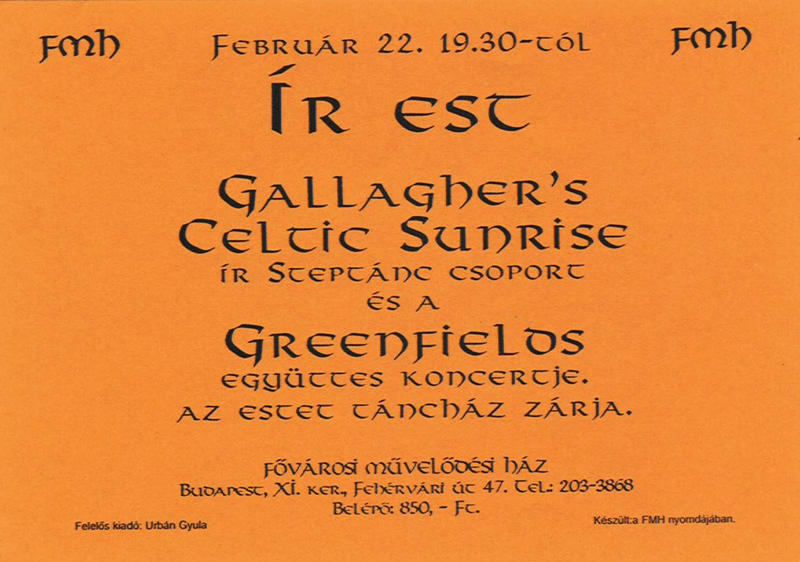 FMH
Február 22. 19.30-tól
FMH
Ír est
Gallagher's
Celtic Sunrise
ír Steptánc csoport
és a
Greenfields
együttes koncertje.
az estet táncház zárja.
Fővárosi Művelődési Ház
Budapest, XI. ker., Fehérvári út 47. Tel.: 203-3868
Belépő: 850, - Ft.
Felelős kiadó: Urbán Gyula
Készült:a FMH nyomdájában.